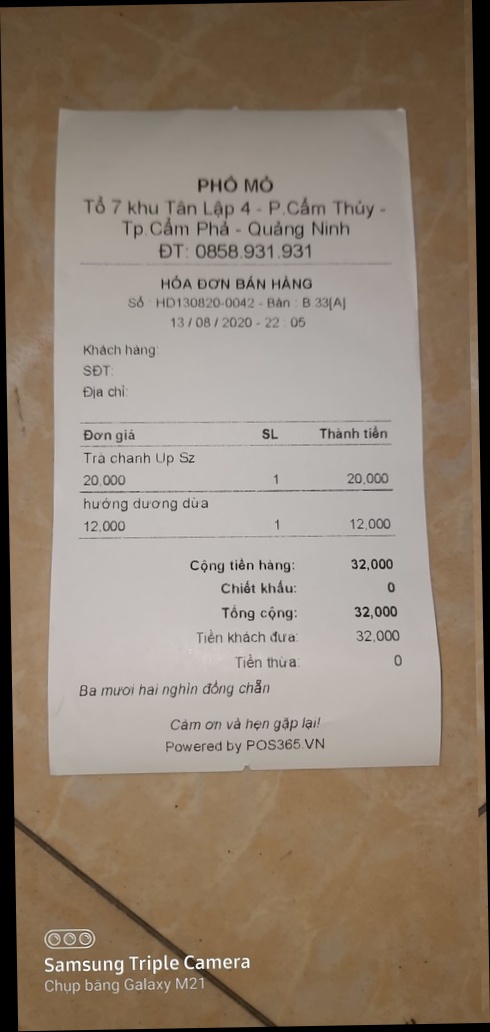 PHÔ MÔ
Tổ 7 khu Tân Lập 4 - P.Cẩm Thủy -
Tp.Cẩm Phả - Quảng Ninh
ĐT: 0858.931.931
HÓA ĐƠN BÁN HÀNG
Số : HD130820-0042 - Bàn : B 33[A]
13 / 08 / 2020 - 22 : 05
Khách hàng:
SĐT:
Địa chỉ:
Đơn giá SL Thành tiền
Trà chanh Up Sz
20,000 1 20,000
hướng dương dừa
12,000 1 12,000
Cộng tiền hàng: 32,000
Chiết khấu: 0
Tổng cộng: 32,000
Tiền khách đưa: 32,000
Tiền thừa: 0
Ba mươi hai nghìn đồng chẵn
Cảm ơn và hẹn gặp lại!
Powered by POS365.VN
Samsung Triple Camera
Chụp bằng Galaxy M21